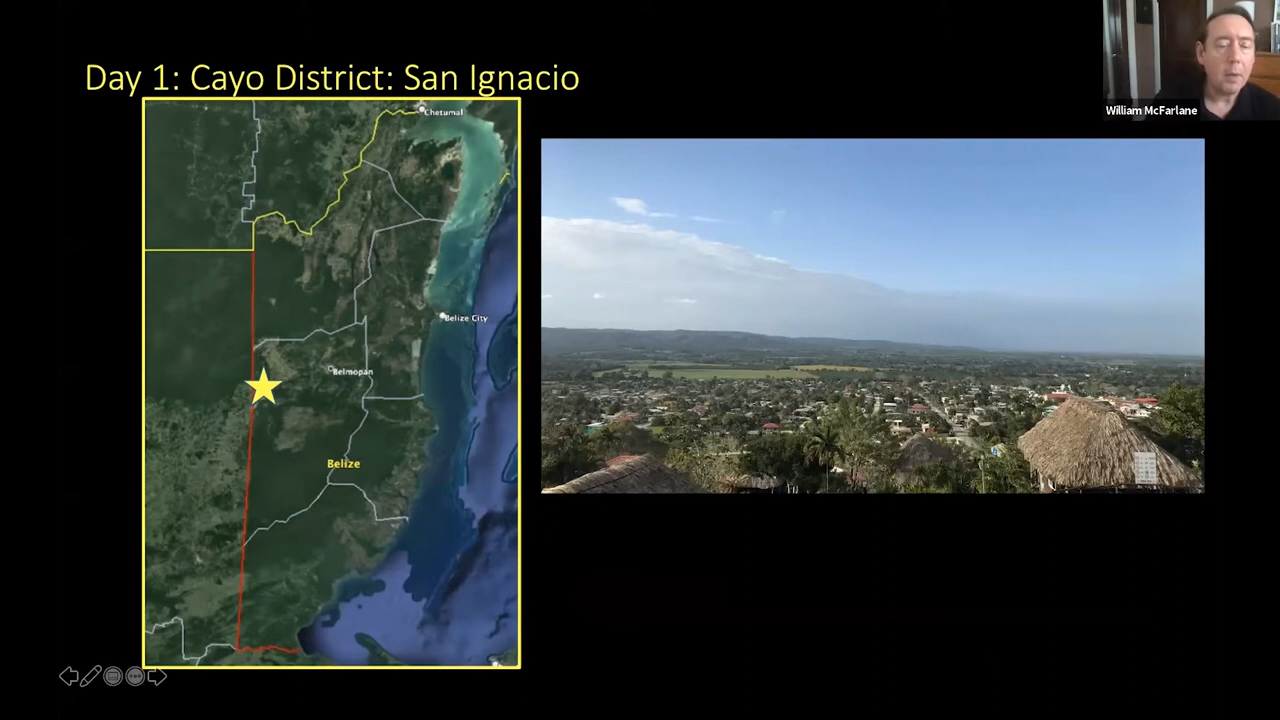 Day 1: Cayo District: San Ignacio
William McFarlane
Chetumal
Belize City
Belmopan
Belize